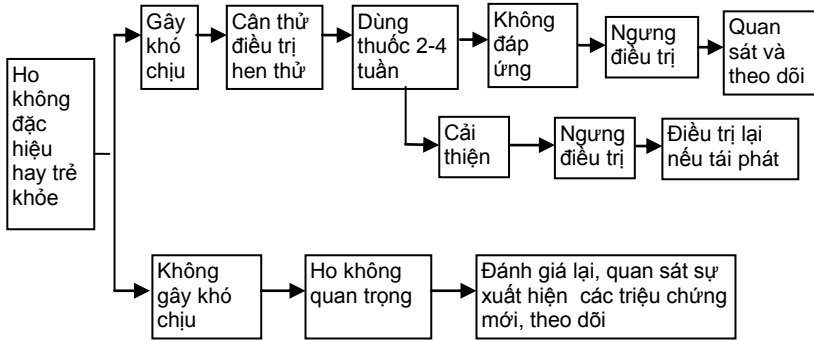 Ho
không
đặc
hiệu
hay trẻ
khỏe
Gây
khó
chịu
Cân thử
điều trị
hen thử
Dùng
thuốc 2-4
tuần
Không
đáp
ứng
Ngưng
điều trị
Quan
sát và
theo dõi
Cải
thiện
Ngưng
điều trị
Điều trị lại
nếu tái phát
Không
gây khó
chịu
Ho không
quan trọng
Đánh giá lại, quan sát sự
xuất hiện các triệu chứng
mới, theo dõi